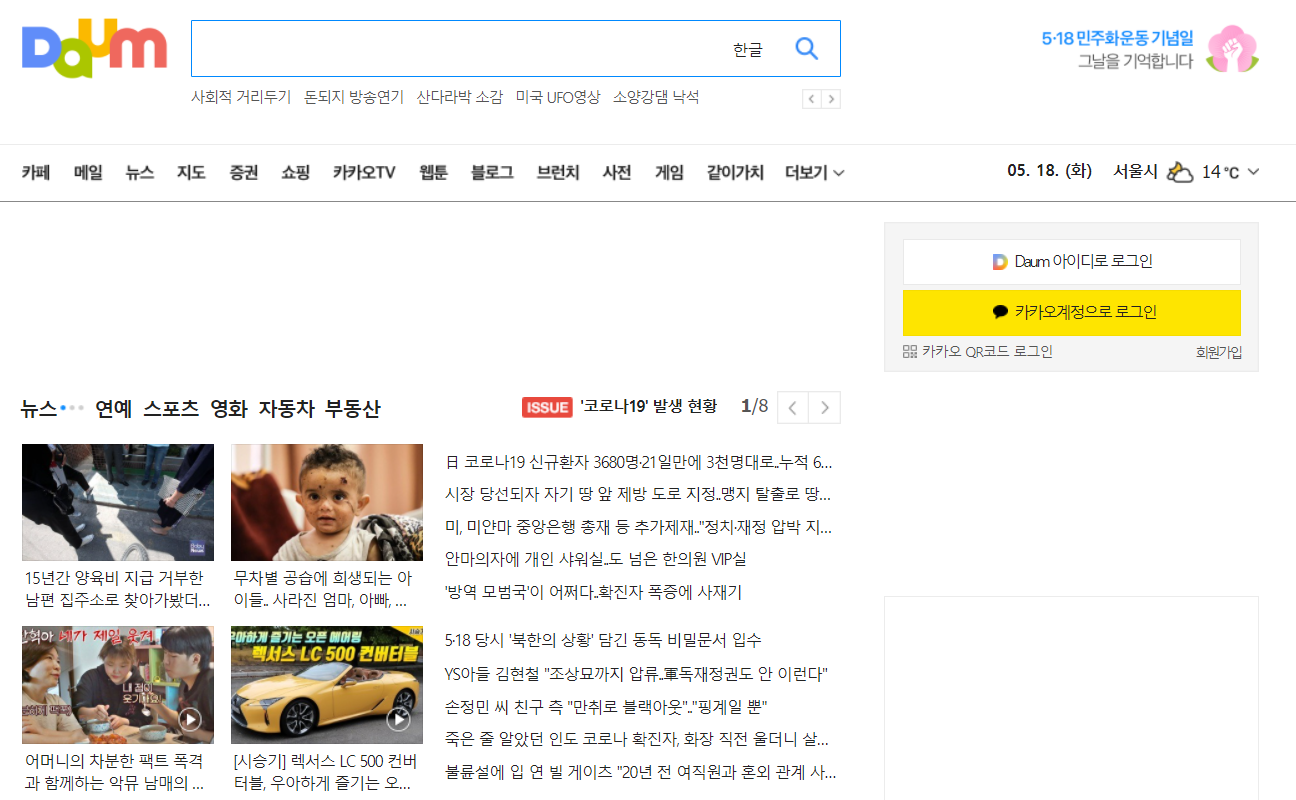 Daum
한글
5·18 민주화운동 기념일
그날을 기억합니다
사회적 거리두기 돈되지 방송연기 산다라박 소감 미국 UFO영상 소양강댐 낙석
카페 메일 뉴스 지도 증권 쇼핑 카카오TV 웹툰 블로그 브런치 사전 게임 같이가치 더보기
05. 18. (화) 서울시 14 °C
Daum 아이디로 로그인
카카오계정으로 로그인
카카오 QR코드 로그인 회원가입
뉴스 연예 스포츠 영화 자동차 부동산
ISSUE '코로나19' 발생 현황 1/8
15년간 양육비 지급 거부한
남편 집주소로 찾아가봤더...
무차별 공습에 희생되는 아
이들.. 사라진 엄마, 아빠, ...
네가 제일 웃겨
내 점이
웃기냐?
어머니의 차분한 팩트 폭격
과 함께하는 악뮤 남매의 ...
우아하게 즐기는 오픈 에어링
렉서스 LC 500 컨버터블
[시승기] 렉서스 LC 500 컨버
터블, 우아하게 즐기는 오...
日 코로나19 신규환자 3680명·21일만에 3천명대로..누적 6...
시장 당선되자 자기 땅 앞 제방 도로 지정..맹지 탈출로 땅...
미, 미얀마 중앙은행 총재 등 추가제재.."정치·재정 압박 지...
안마의자에 개인 샤워실..도 넘은 한의원 VIP실
'방역 모범국'이 어쩌다..확진자 폭증에 사재기
5·18 당시 '북한의 상황' 담긴 동독 비밀문서 입수
YS아들 김현철 "조상묘까지 압류..軍독재정권도 안 이런다"
손정민 씨 친구 측 "만취로 블랙아웃".."핑계일 뿐"
죽은 줄 알았던 인도 코로나 확진자, 화장 직전 울더니 살...
불륜설에 입 연 빌 게이츠 "20년 전 여직원과 혼외 관계 사...